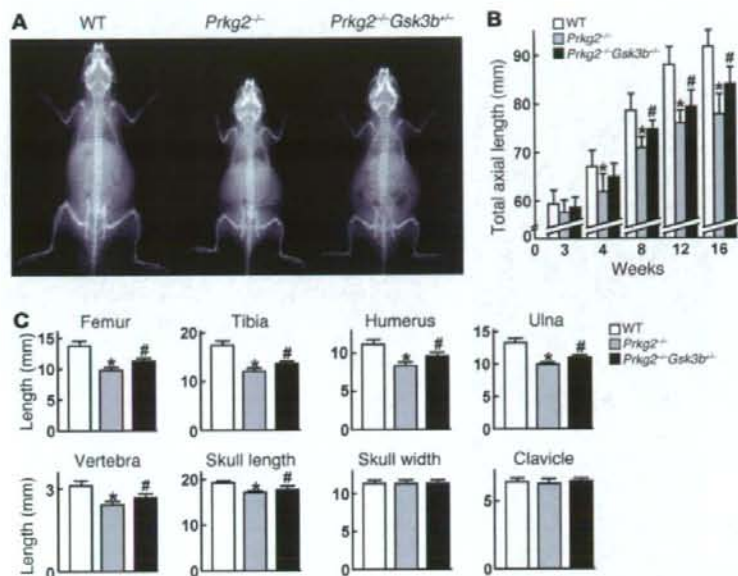 A
WT Prkg2-/- Prkg2-/-Gsk3b+/-
B
WT
Prkg2-/-
Prkg2-/-Gsk3b+/-
Total axial length (mm)
90
80
70
60
0
* # * # * # *
0 3 4 8 12 16
Weeks
C
Femur Tibia Humerus Ulna
WT
Prkg2-/-
Prkg2-/-Gsk3b+/-
Length (mm)
15
10
5
0
* #
20
10
0
* #
10
5
0
* #
15
10
5
0
* #
Vertebra Skull length Skull width Clavicle
Length (mm)
3
0
* #
20
10
0
* #
10
5
0
5
0